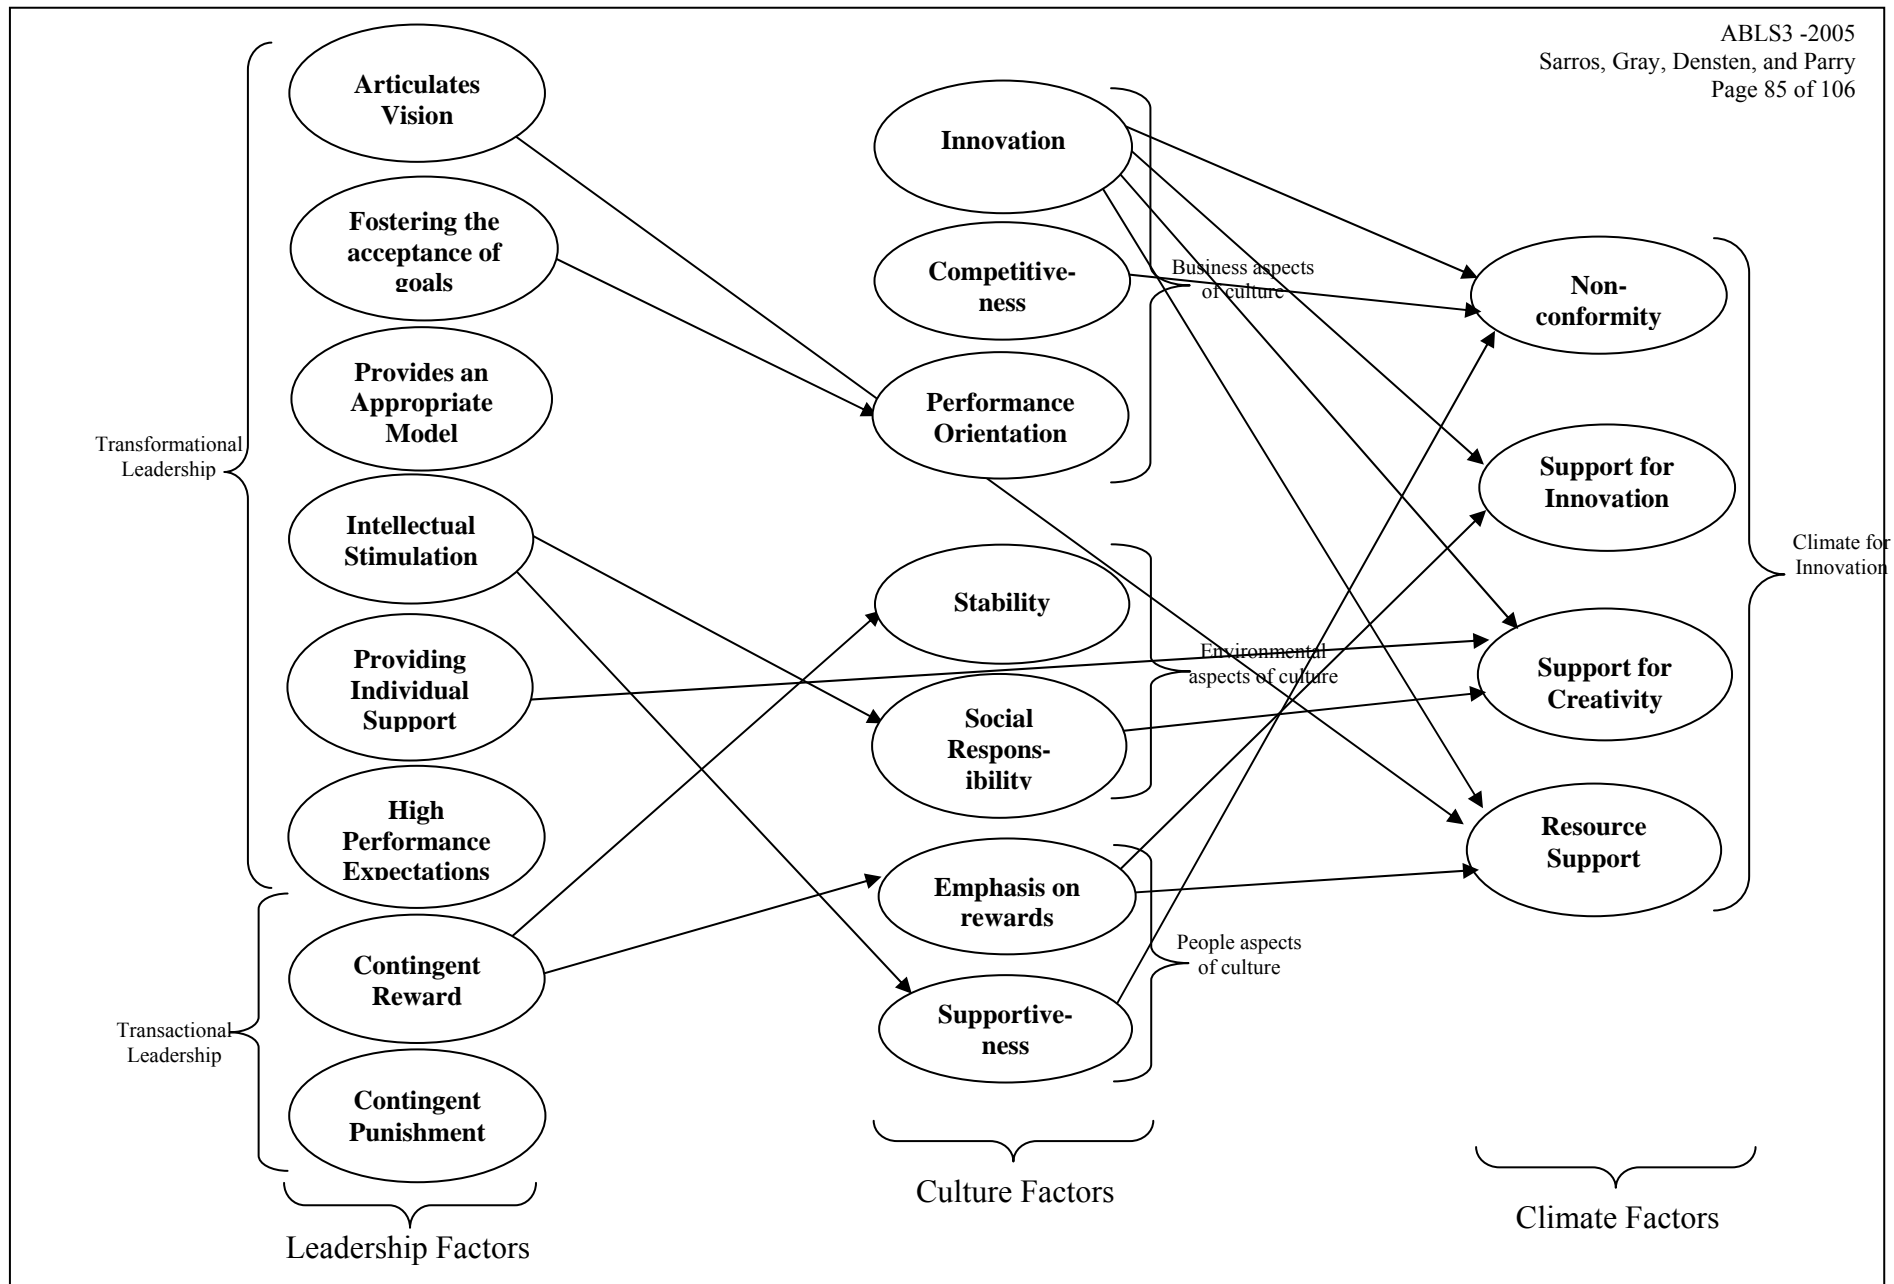 ABLS3 -2005
Sarros, Gray, Densten, and Parry
Page 85 of 106
Articulates
Vision
Fostering the
acceptance of
goals
Provides an
Appropriate
Model
Transformational
Leadership
Intellectual
Stimulation
Providing
Individual
Support
High
Performance
Expectations
Contingent
Reward
Transactional
Leadership
Contingent
Punishment
Leadership Factors
Innovation
Competitive-
ness
Business aspects
of culture
Performance
Orientation
Stability
Environmental
aspects of culture
Social
Respons-
ibility
Emphasis on
rewards
People aspects
of culture
Supportive-
ness
Culture Factors
Non-
conformity
Support for
Innovation
Climate for
Innovation
Support for
Creativity
Resource
Support
Climate Factors